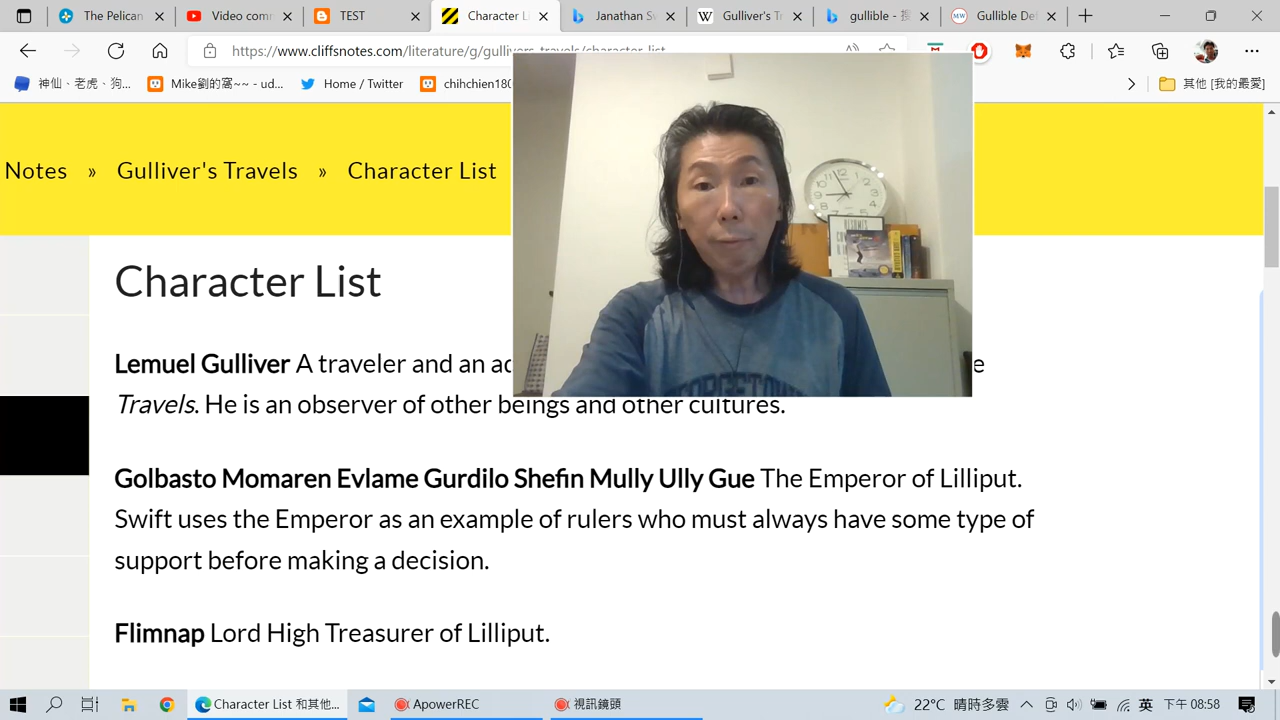 You
Video
TEST
Character Li
Janathan Sv
Gulliver's Tr
gullible - 
Gullible Def
https://www.cliffsnotes.com/literature/g/gullivers-travels/character-list
神仙、老虎、狗...
Mike劉的窩~~ - ud...
Home / Twitter
chihchien180
其他 [我的最愛]
Notes » Gulliver's Travels » Character List
Character List
Lemuel Gulliver A traveler and an ad e
Travels. He is an observer of other beings and other cultures.
Golbasto Momaren Evlame Gurdilo Shefin Mully Ully Gue The Emperor of Lilliput.
Swift uses the Emperor as an example of rulers who must always have some type of
support before making a decision.
Flimnap Lord High Treasurer of Lilliput.
Character List 和其他...
ApowerREC
視訊鏡頭
22°C 晴時多雲
英
下午 08:58